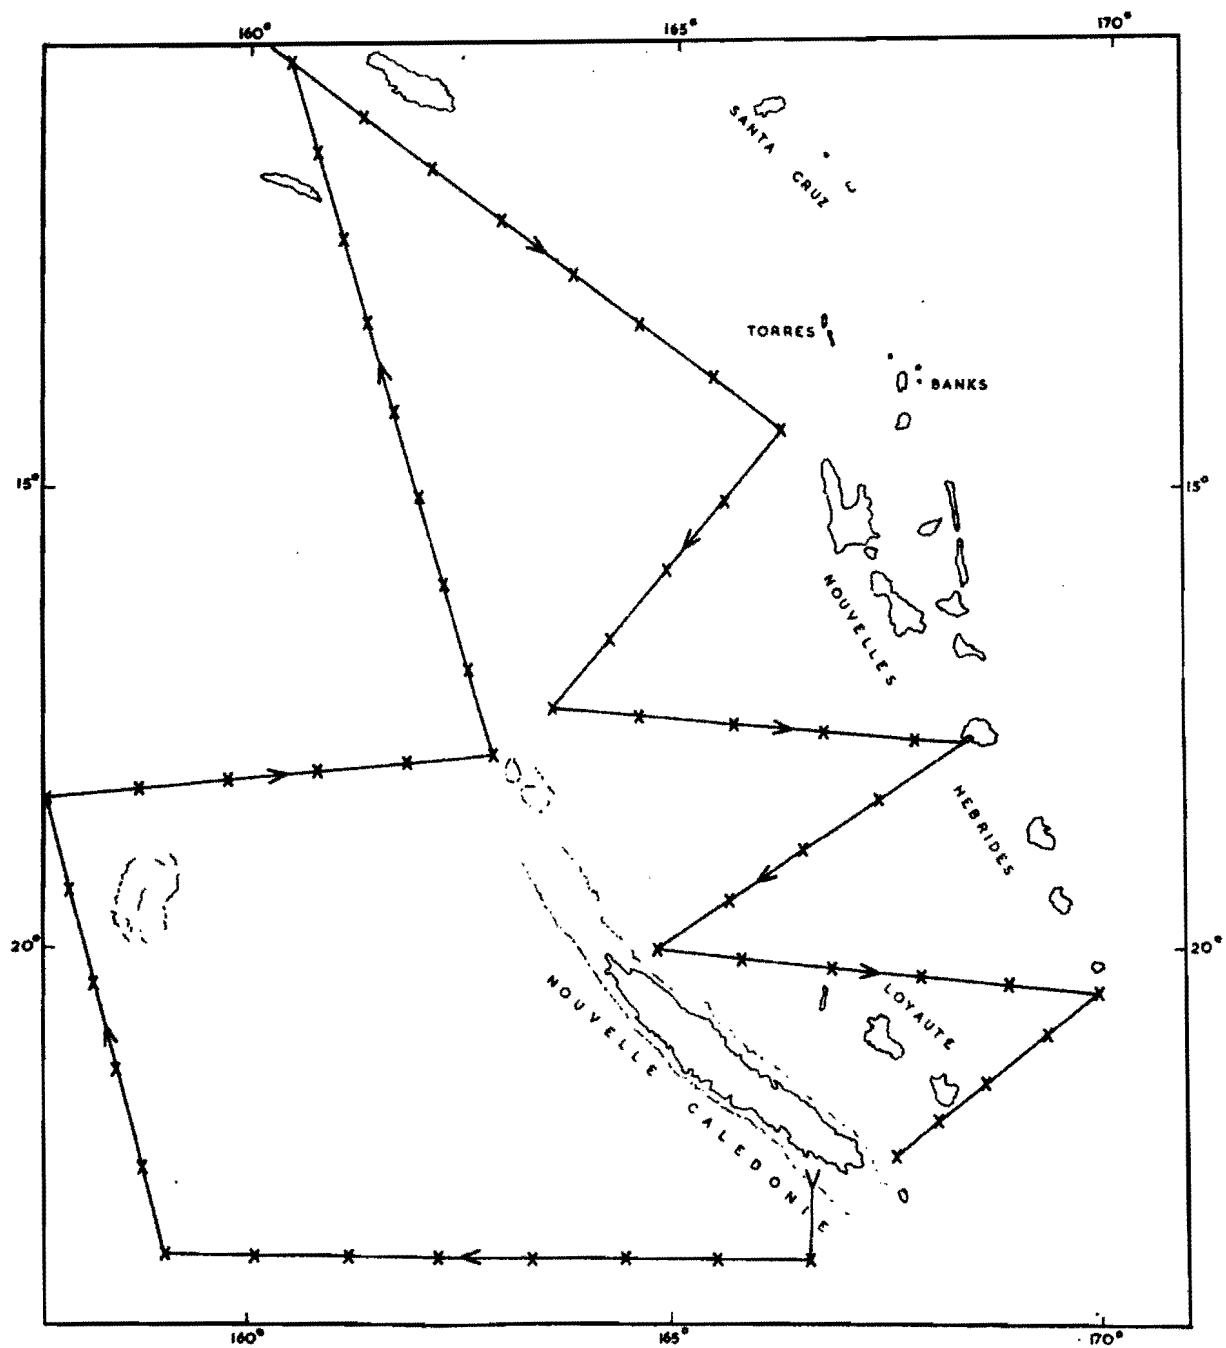 160°
165°
170°
SANTA
CRUZ
TORRES
BANKS
15°
15°
NOUVELLES
HEBRIDES
20°
20°
LOYAUTE
NOUVELLE
CALEDONIE
160°
165°
170°